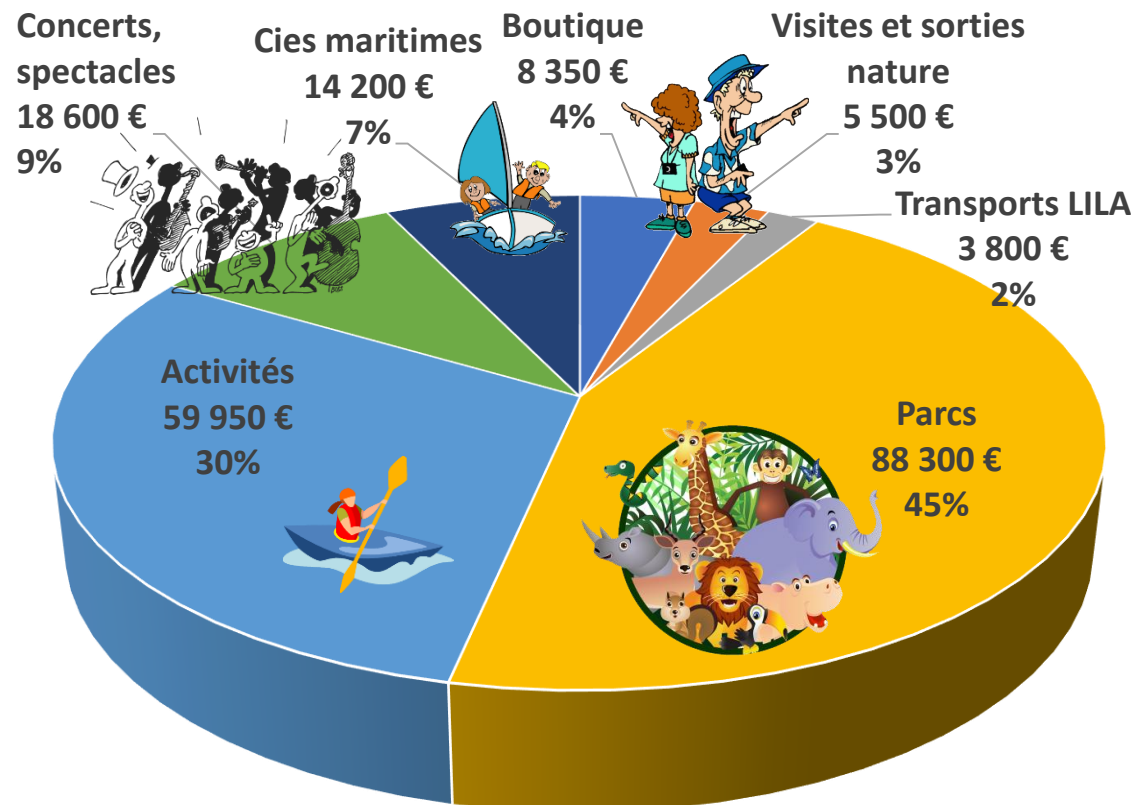 Concerts,
spectacles
18 600 €
9%
Cies maritimes
14 200 €
7%
Boutique
8 350 €
4%
Visites et sorties
nature
5 500 €
3%
Transports LILA
3 800 €
2%
Activités
59 950 €
30%
Parcs
88 300 €
45%